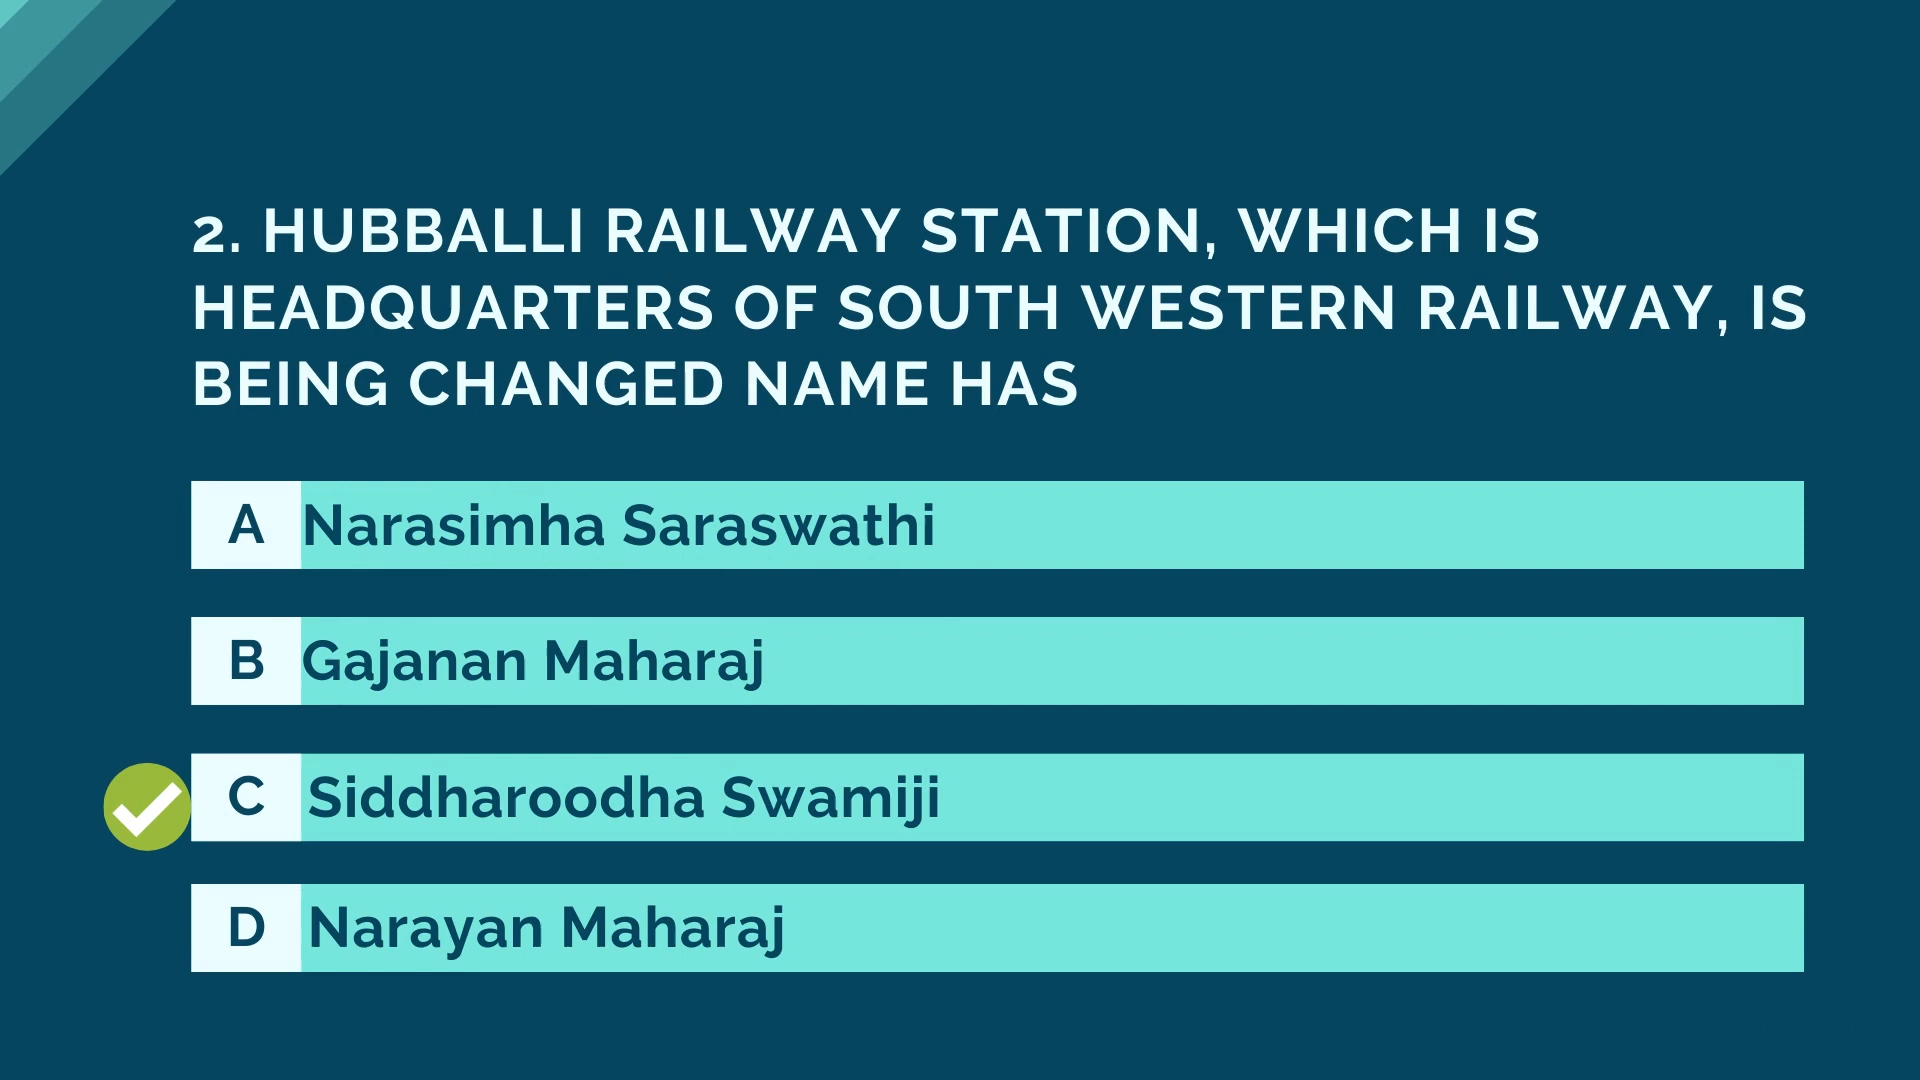 2. HUBBALLI RAILWAY STATION, WHICH IS
HEADQUARTERS OF SOUTH WESTERN RAILWAY, IS
BEING CHANGED NAME HAS
A Narasimha Saraswathi
B Gajanan Maharaj
C Siddharoodha Swamiji
D Narayan Maharaj